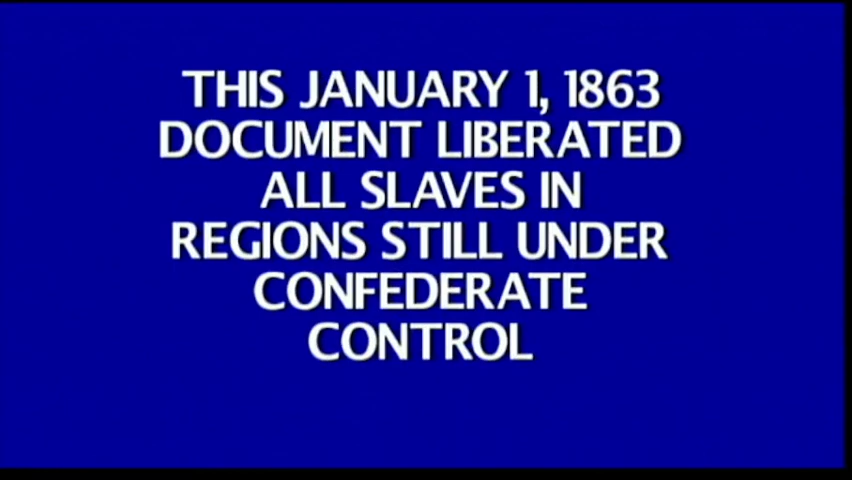 THIS JANUARY 1, 1863
DOCUMENT LIBERATED
ALL SLAVES IN
REGIONS STILL UNDER
CONFEDERATE
CONTROL